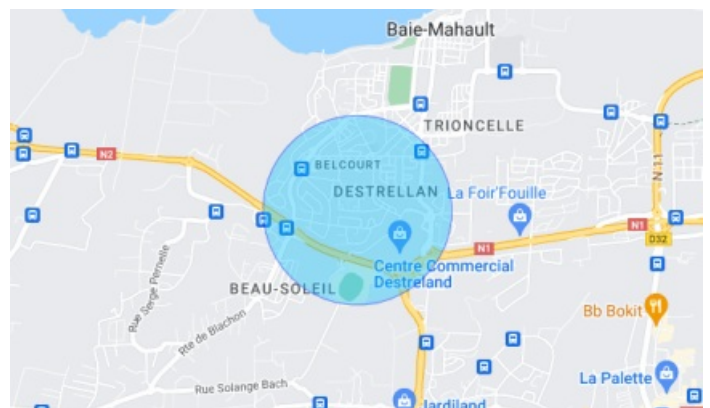 Baie-Mahault
TRIONCELLE
N2
BELCOURT
DESTRELLAN
La Foir'Fouille
N 11
N1
N1
D32
Centre Commercial
Destreland
BEAU-SOLEIL
Rue Serge Pernelle
Rte de Blachon
Bb Bokit
La Palette
Rue Solange Bach
Jardiland